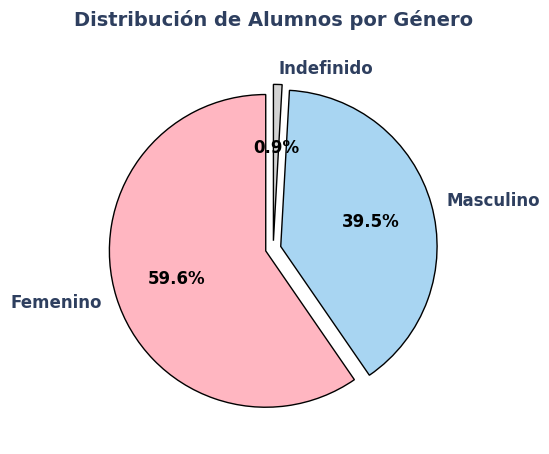 Distribución de Alumnos por Género
Indefinido
0.9%
Masculino
39.5%
59.6%
Femenino